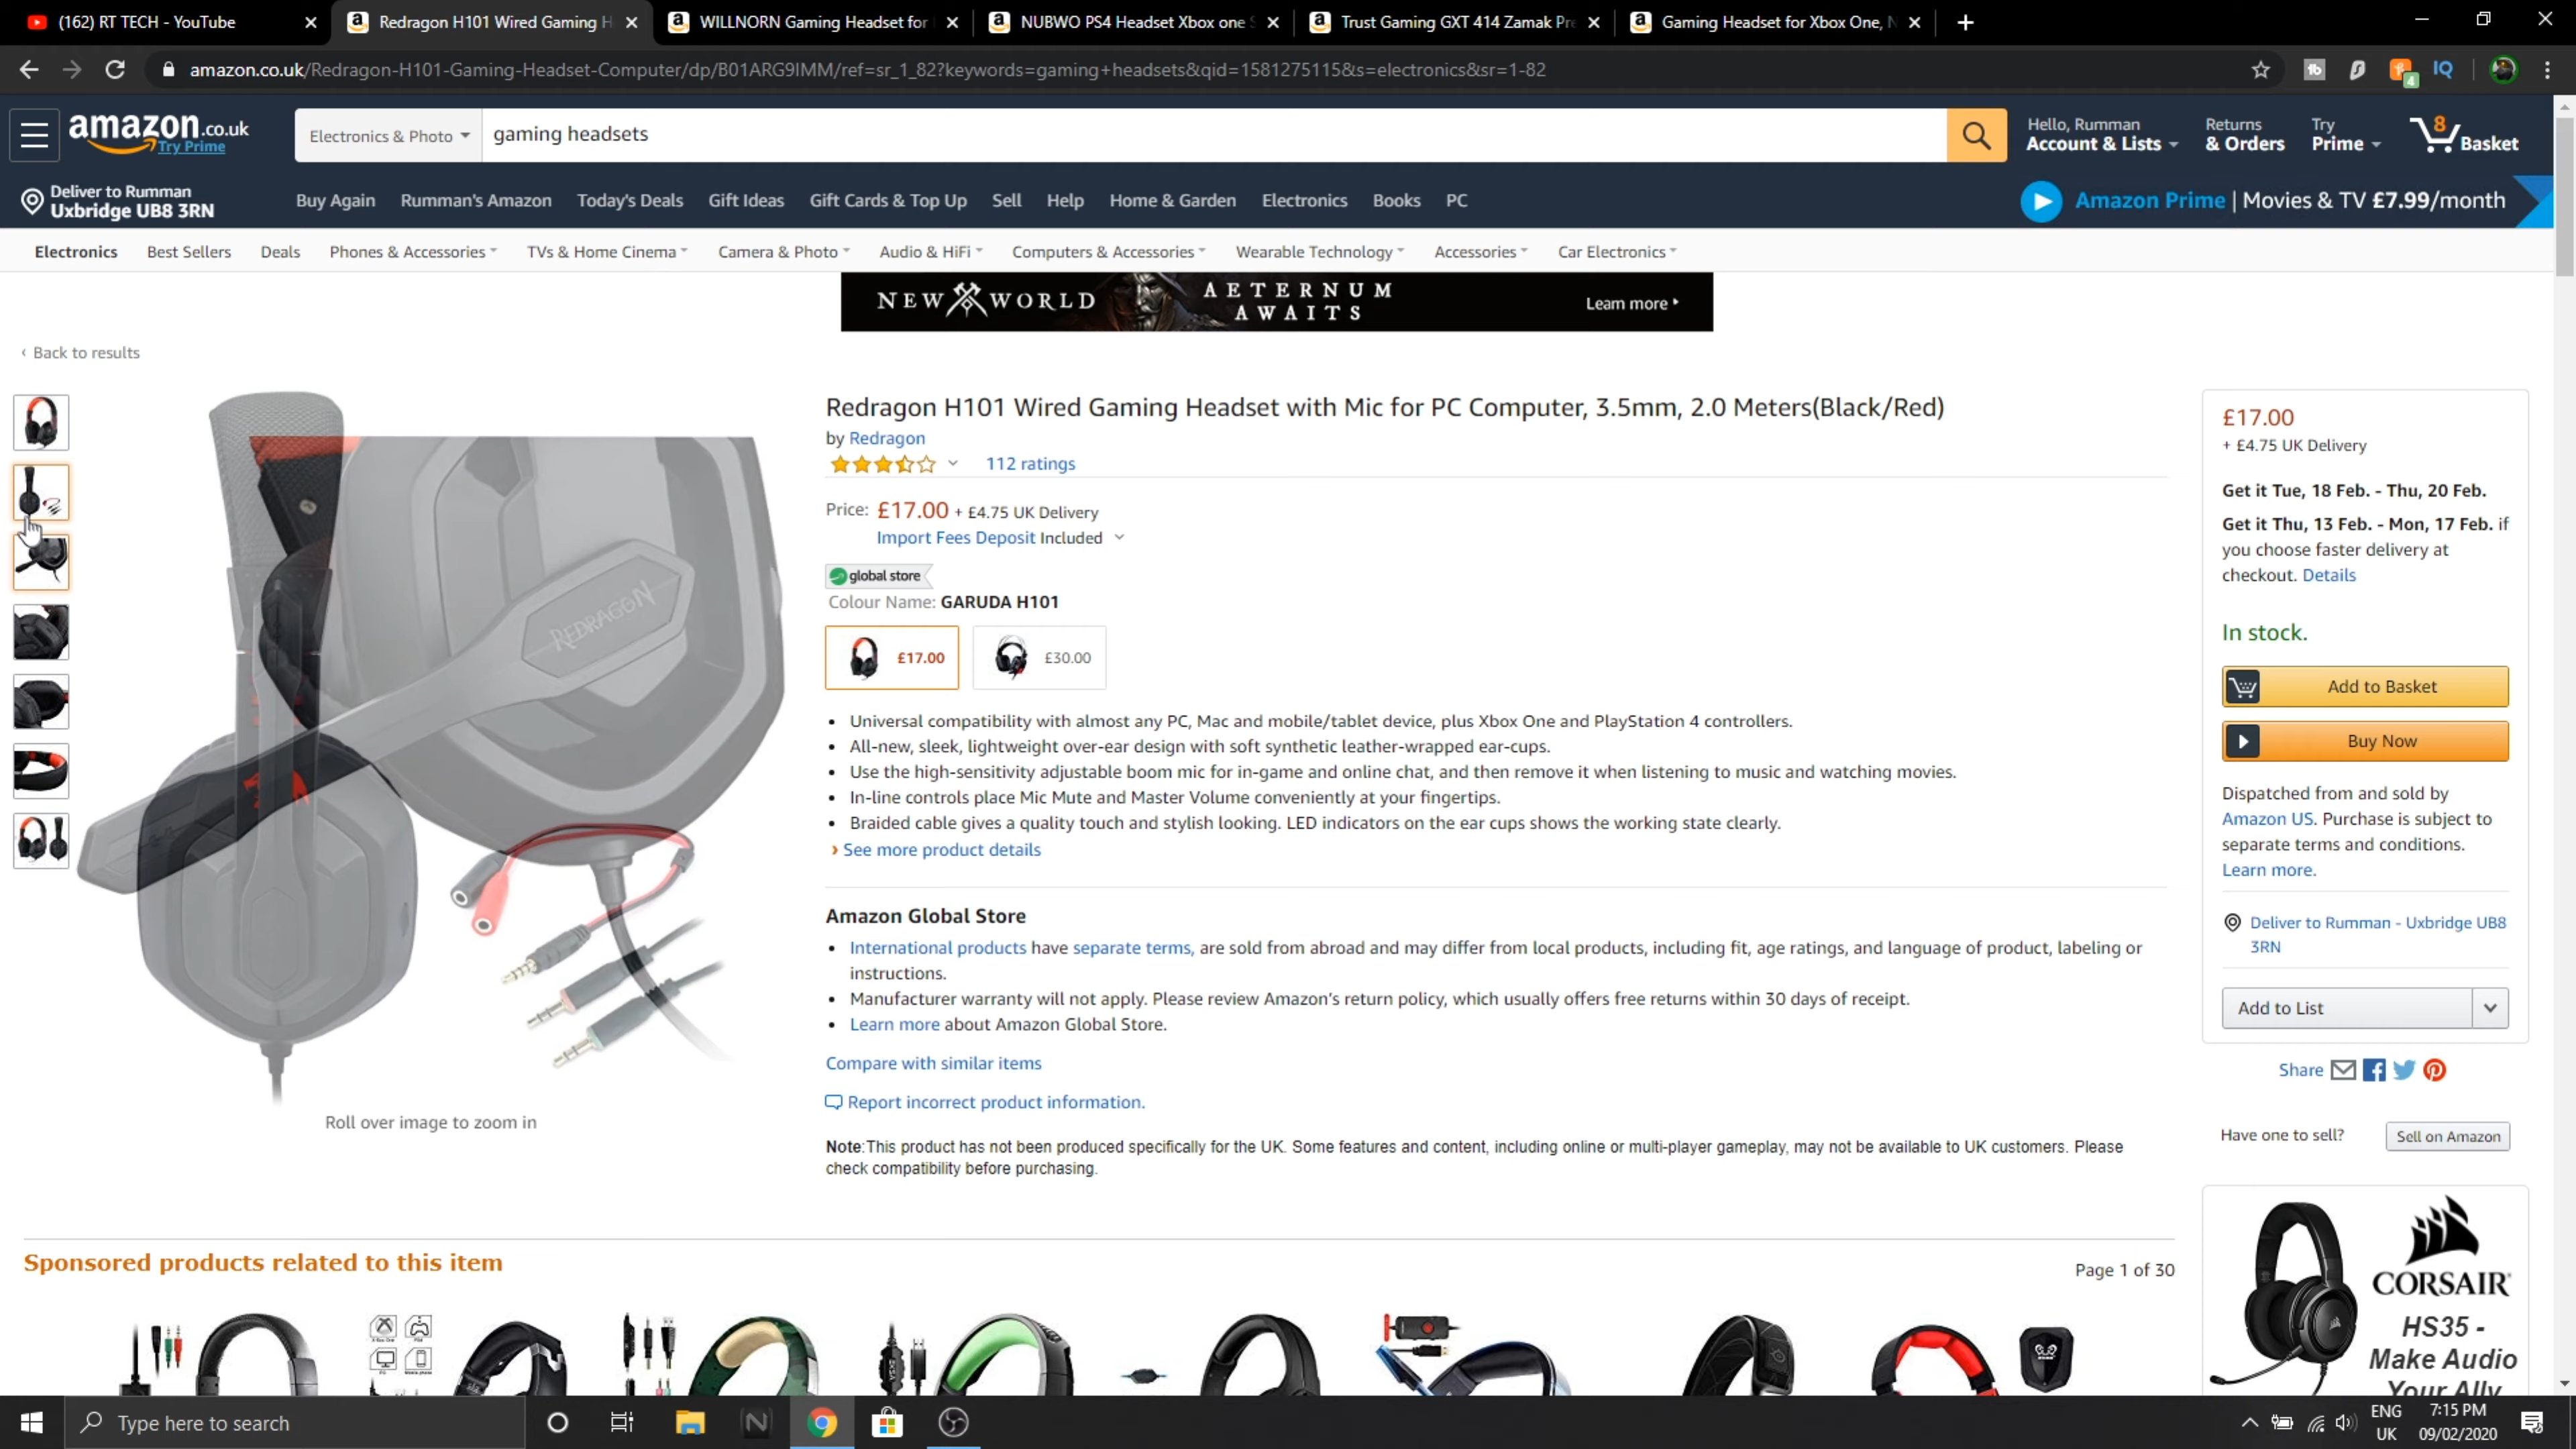 (162) RT TECH - YouTube
Redragon H101 Wired Gaming H
WILLNORN Gaming Headset for
NUBWO PS4 Headset Xbox one S
Trust Gaming GXT 414 Zamak Pre
Gaming Headset for Xbox One, N
amazon.co.uk/Redragon-H101-Gaming-Headset-Computer/dp/B01ARG9IMM/ref=sr_1_82?keywords=gaming+headsets&qid=1581275115&s=electronics&sr=1-82
tb
4
IQ
amazon.co.uk
Try Prime
Electronics & Photo
gaming headsets
Hello, Rumman
Account & Lists
Returns
& Orders
Try
Prime
8
Basket
Deliver to Rumman
Uxbridge UB8 3RN
Buy Again
Rumman's Amazon
Today's Deals
Gift Ideas
Gift Cards & Top Up
Sell
Help
Home & Garden
Electronics
Books
PC
Amazon Prime | Movies & TV £7.99/month
Electronics
Best Sellers
Deals
Phones & Accessories
TVs & Home Cinema
Camera & Photo
Audio & HiFi
Computers & Accessories
Wearable Technology
Accessories
Car Electronics
NEW WORLD
AETERNUM
AWAITS
Learn more
‹ Back to results
REDRAGON
Roll over image to zoom in
Redragon H101 Wired Gaming Headset with Mic for PC Computer, 3.5mm, 2.0 Meters(Black/Red)
by Redragon
112 ratings
Price: £17.00 + £4.75 UK Delivery
Import Fees Deposit Included
global store
Colour Name: GARUDA H101
£17.00
£30.00
• Universal compatibility with almost any PC, Mac and mobile/tablet device, plus Xbox One and PlayStation 4 controllers.
• All-new, sleek, lightweight over-ear design with soft synthetic leather-wrapped ear-cups.
• Use the high-sensitivity adjustable boom mic for in-game and online chat, and then remove it when listening to music and watching movies.
• In-line controls place Mic Mute and Master Volume conveniently at your fingertips.
• Braided cable gives a quality touch and stylish looking. LED indicators on the ear cups shows the working state clearly.
› See more product details
Amazon Global Store
• International products have separate terms, are sold from abroad and may differ from local products, including fit, age ratings, and language of product, labeling or
instructions.
• Manufacturer warranty will not apply. Please review Amazon's return policy, which usually offers free returns within 30 days of receipt.
• Learn more about Amazon Global Store.
Compare with similar items
Report incorrect product information.
Note:This product has not been produced specifically for the UK. Some features and content, including online or multi-player gameplay, may not be available to UK customers. Please
check compatibility before purchasing.
£17.00
+ £4.75 UK Delivery
Get it Tue, 18 Feb. - Thu, 20 Feb.
Get it Thu, 13 Feb. - Mon, 17 Feb. if
you choose faster delivery at
checkout. Details
In stock.
Add to Basket
Buy Now
Dispatched from and sold by
Amazon US. Purchase is subject to
separate terms and conditions.
Learn more.
Deliver to Rumman - Uxbridge UB8
3RN
Add to List
Share
Have one to sell?
Sell on Amazon
Sponsored products related to this item
Page 1 of 30
CORSAIR
HS35 -
Make Audio
Your Ally
Type here to search
ENG
UK
7:15 PM
09/02/2020